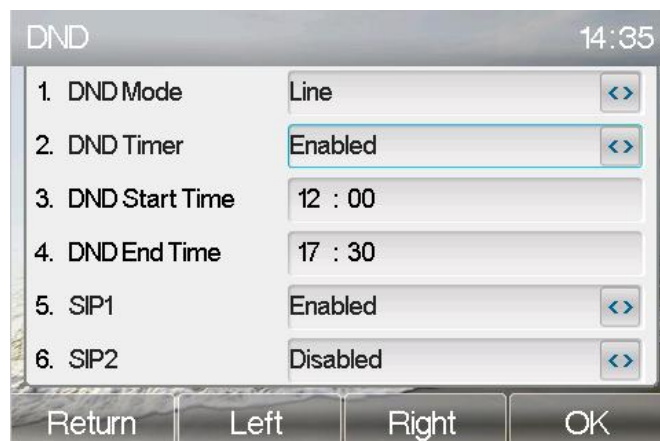 DND 14:35
1. DND Mode Line
2. DND Timer Enabled
3. DND Start Time 12 : 00
4. DND End Time 17 : 30
5. SIP1 Enabled
6. SIP2 Disabled
Return Left Right OK